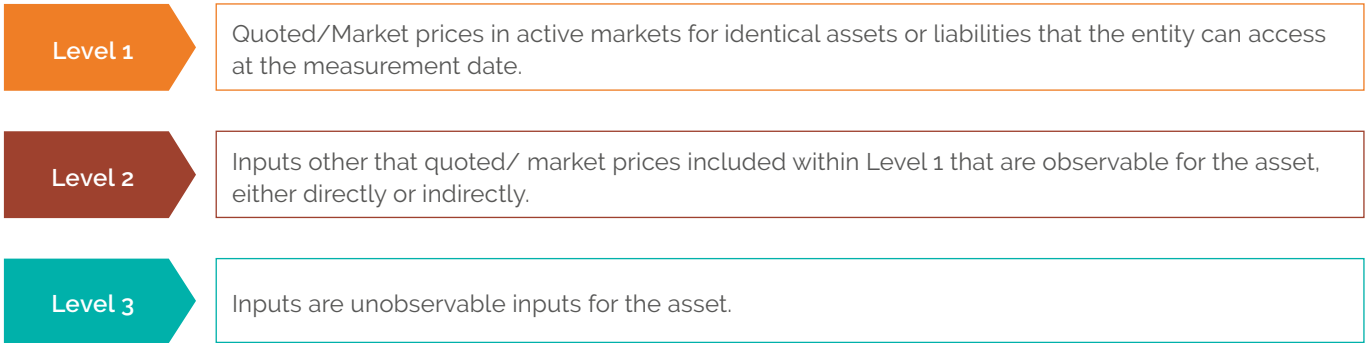 Level 1
Quoted/Market prices in active markets for identical assets or liabilities that the entity can access
at the measurement date.
Level 2
Inputs other that quoted/ market prices included within Level 1 that are observable for the asset,
either directly or indirectly.
Level 3
Inputs are unobservable inputs for the asset.